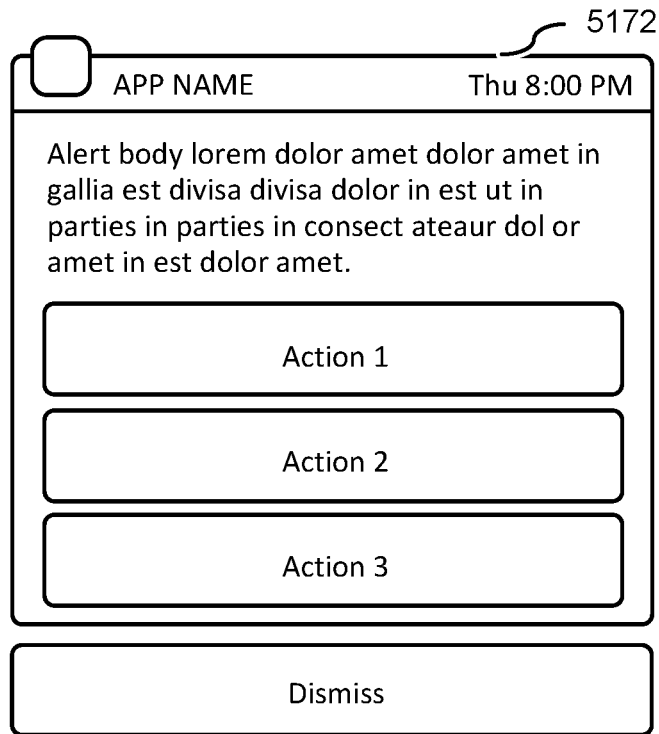 5172
APP NAME Thu 8:00 PM
Alert body lorem dolor amet dolor amet in
gallia est divisa divisa dolor in est ut in
parties in parties in consect ateaur dol or
amet in est dolor amet.
Action 1
Action 2
Action 3
Dismiss